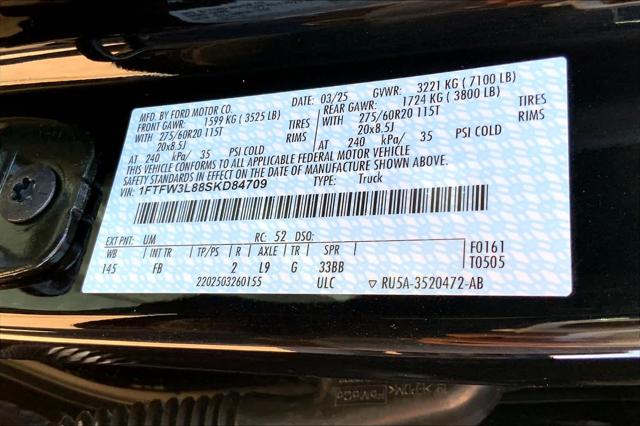 MFD. BY FORD MOTOR CO. DATE: 03/25 GVWR: 3221 KG ( 7100 LB)
FRONT GAWR: 1599 KG ( 3525 LB) REAR GAWR: 1724 KG ( 3800 LB)
WITH 275/60R20 115T TIRES WITH 275/60R20 115T TIRES
20x8.5J RIMS 20x8.5J RIMS
AT 240 kPa/ 35 PSI COLD AT 240 kPa/ 35 PSI COLD
THIS VEHICLE CONFORMS TO ALL APPLICABLE FEDERAL MOTOR VEHICLE
SAFETY STANDARDS IN EFFECT ON THE DATE OF MANUFACTURE SHOWN ABOVE.
VIN: 1FTFW3L88SKD84709 TYPE: Truck
EXT PNT: UM RC: 52 DSO:
WB INT TR TP/PS R AXLE TR SPR F0161
145 FB 2 L9 G 33BB T0505
2202503260155 ULC ▽ RU5A-3520472-AB
FoMoCo